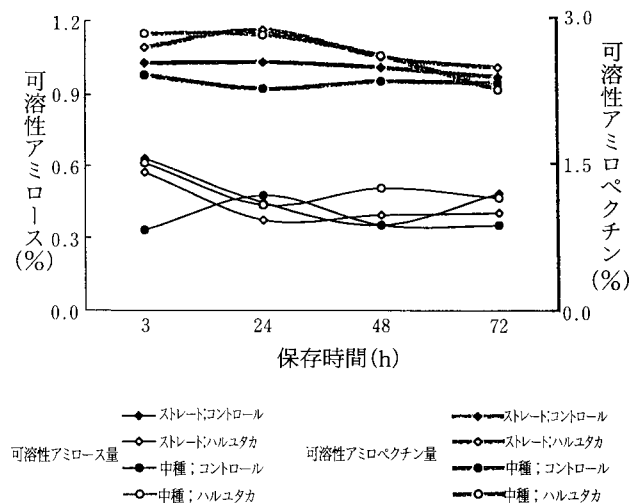 1.2
0.9
0.6
0.3
0.0
可溶性アミロース(%)
3.0
1.5
0.0
可溶性アミロペクチン(%)
3 24 48 72
保存時間(h)
可溶性アミロース量
ストレート;コントロール
ストレート;ハルユタカ
中種;コントロール
中種;ハルユタカ
可溶性アミロペクチン量
ストレート;コントロール
ストレート;ハルユタカ
中種;コントロール
中種;ハルユタカ